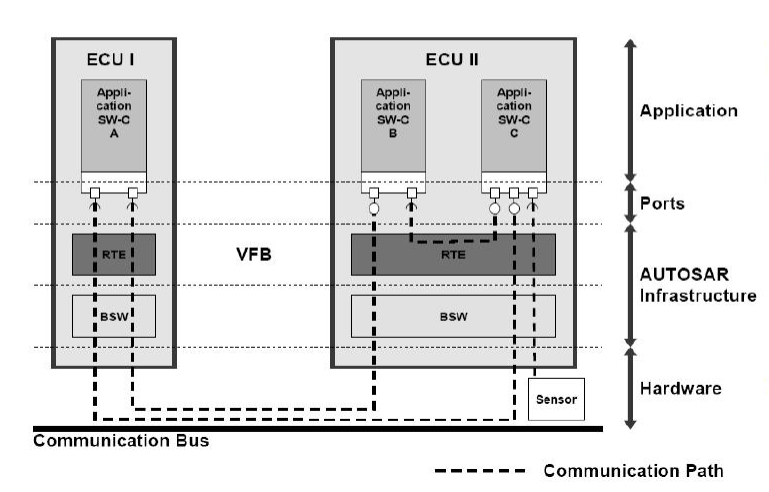 ECU I
ECU II
Appli-
cation
SW-C
A
Appli-
cation
SW-C
B
Appli-
cation
SW-C
C
Application
Ports
RTE
VFB
RTE
AUTOSAR
Infrastructure
BSW
BSW
Hardware
Sensor
Communication Bus
Communication Path